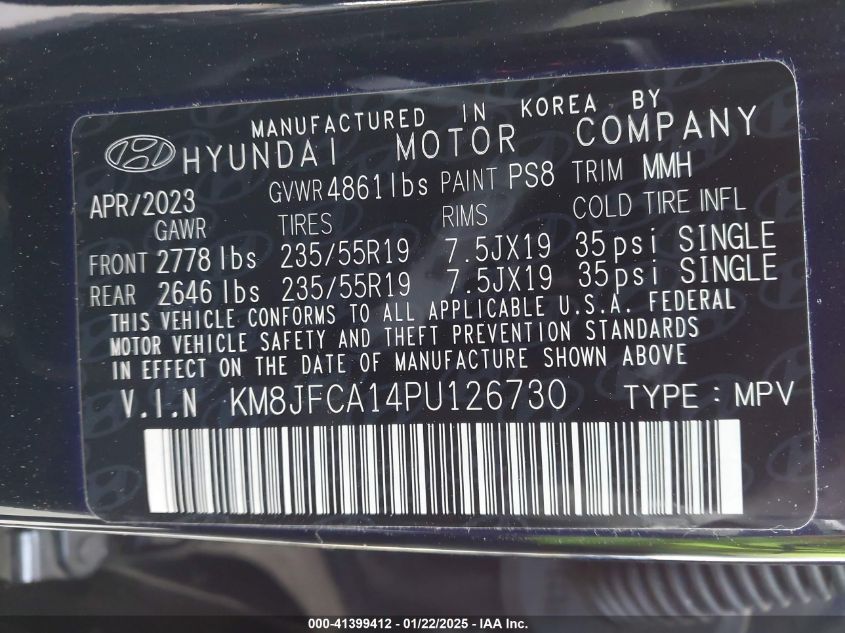 MANUFACTURED IN KOREA BY
HYUNDAI MOTOR COMPANY
APR/2023 GVWR 4861 lbs PAINT PS8 TRIM MMH
GAWR TIRES RIMS COLD TIRE INFL
FRONT 2778 lbs 235/55R19 7.5JX19 35psi SINGLE
REAR 2646 lbs 235/55R19 7.5JX19 35psi SINGLE
THIS VEHICLE CONFORMS TO ALL APPLICABLE U.S.A. FEDERAL
MOTOR VEHICLE SAFETY AND THEFT PREVENTION STANDARDS
IN EFFECT ON THE DATE OF MANUFACTURE SHOWN ABOVE
V.I.N KM8JFCA14PU126730 TYPE : MPV
000-41399412 - 01/22/2025 - IAA Inc.